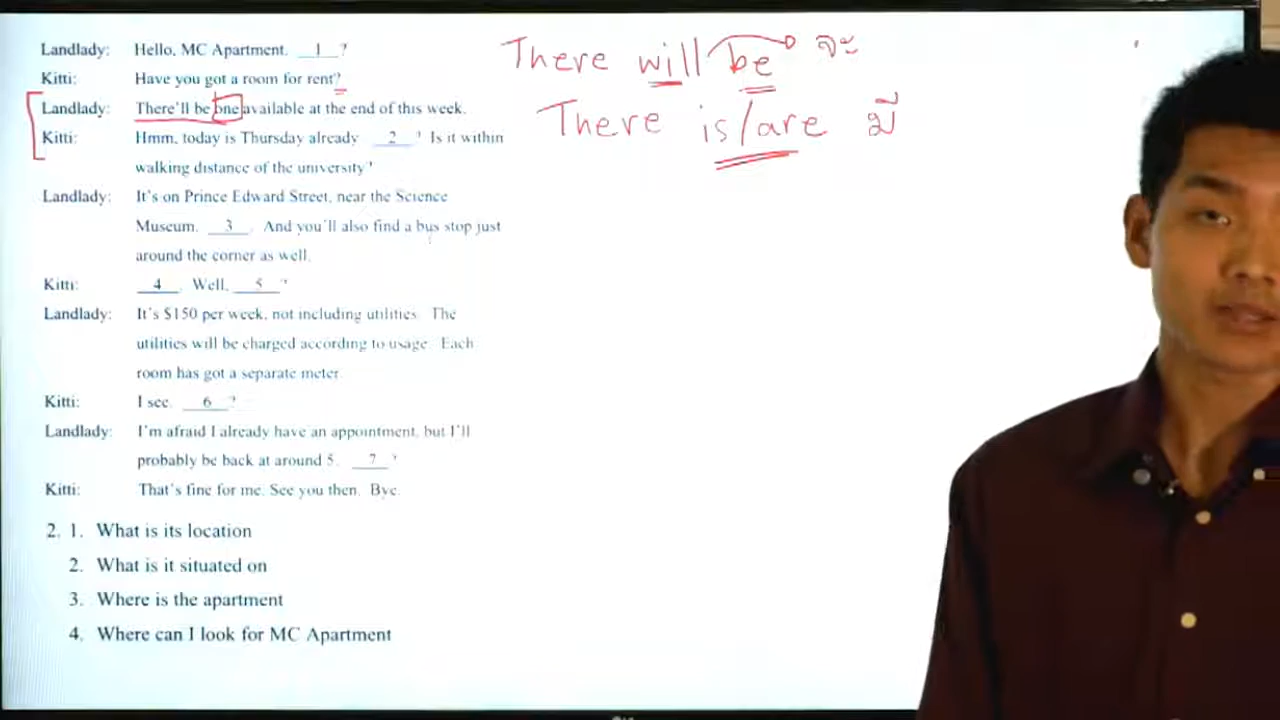 Landlady: Hello, MC Apartment. 1 ?
Kitti: Have you got a room for rent?
Landlady: There'll be one available at the end of this week.
Kitti: Hmm, today is Thursday already. 2 ? Is it within
walking distance of the university?
Landlady: It's on Prince Edward Street, near the Science
Museum. 3 . And you'll also find a bus stop just
around the corner as well.
Kitti: 4 . Well, 5 ?
Landlady: It's $150 per week, not including utilities. The
utilities will be charged according to usage. Each
room has got a separate meter.
Kitti: I see. 6 ?
Landlady: I'm afraid I already have an appointment, but I'll
probably be back at around 5. 7 ?
Kitti: That's fine for me. See you then. Bye.
2. 1. What is its location
2. What is it situated on
3. Where is the apartment
4. Where can I look for MC Apartment
There will be จะ
There is/are มี